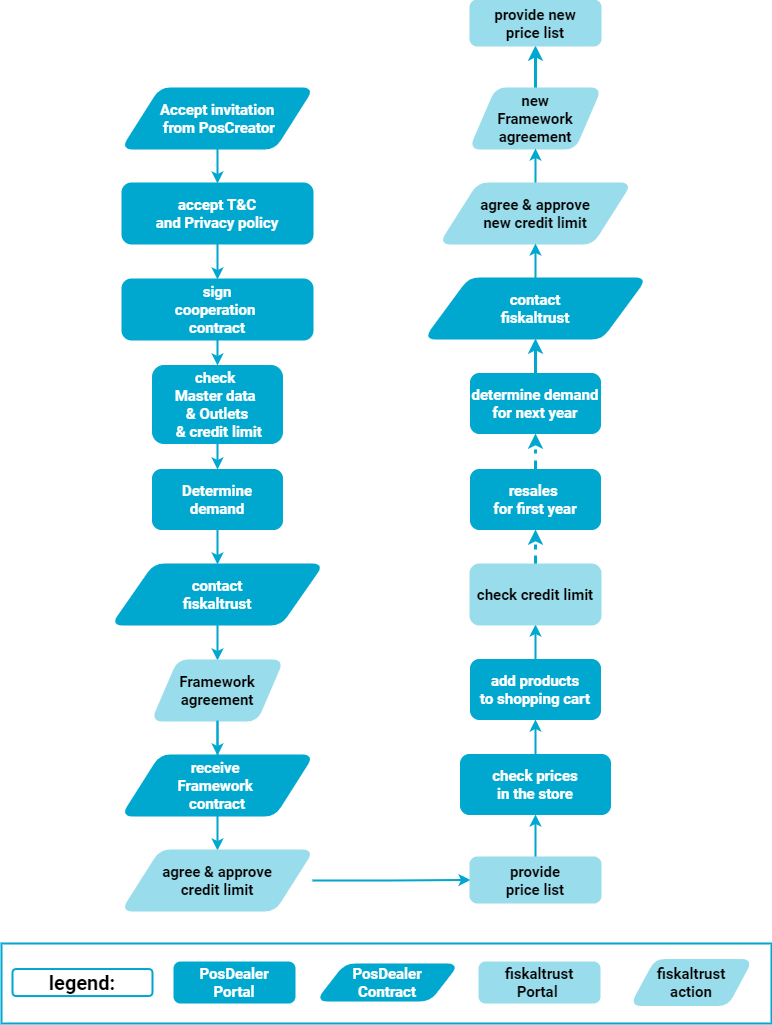 Accept invitation
from PosCreator
accept T&C
and Privacy policy
sign
cooperation
contract
check
Master data
& Outlets
& credit limit
Determine
demand
contact
fiskaltrust
Framework
agreement
receive
Framework
contract
agree & approve
credit limit
provide
price list
check prices
in the store
add products
to shopping cart
check credit limit
resales
for first year
determine demand
for next year
contact
fiskaltrust
agree & approve
new credit limit
new
Framework
agreement
provide new
price list
legend:
PosDealer
Portal
PosDealer
Contract
fiskaltrust
Portal
fiskaltrust
action